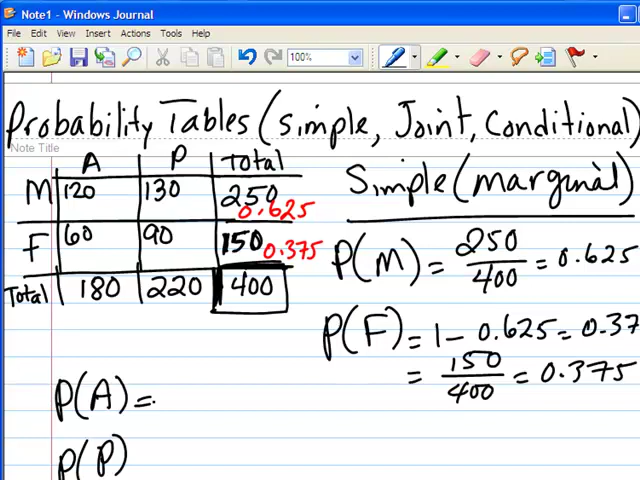 Note1 - Windows Journal
File Edit View Insert Actions Tools Help
100%
Probability Tables (simple, Joint, Conditional)
Note Title
A P Total
M 120 130 250
0.625
F 60 90 150 0.375
Total 180 220 400
Simple (marginal)
P(M) = 250/400 = 0.625
P(F) = 1 - 0.625 = 0.37
= 150/400 = 0.375
P(A) =
P(P)